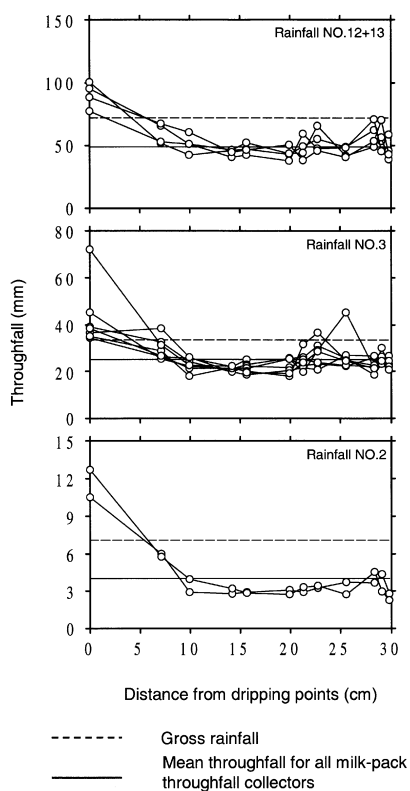 Rainfall NO.12+13
150
100
50
0
Rainfall NO.3
80
60
40
20
0
Throughfall (mm)
Rainfall NO.2
15
12
9
6
3
0
0 5 10 15 20 25 30
Distance from dripping points (cm)
Gross rainfall
Mean throughfall for all milk-pack
throughfall collectors